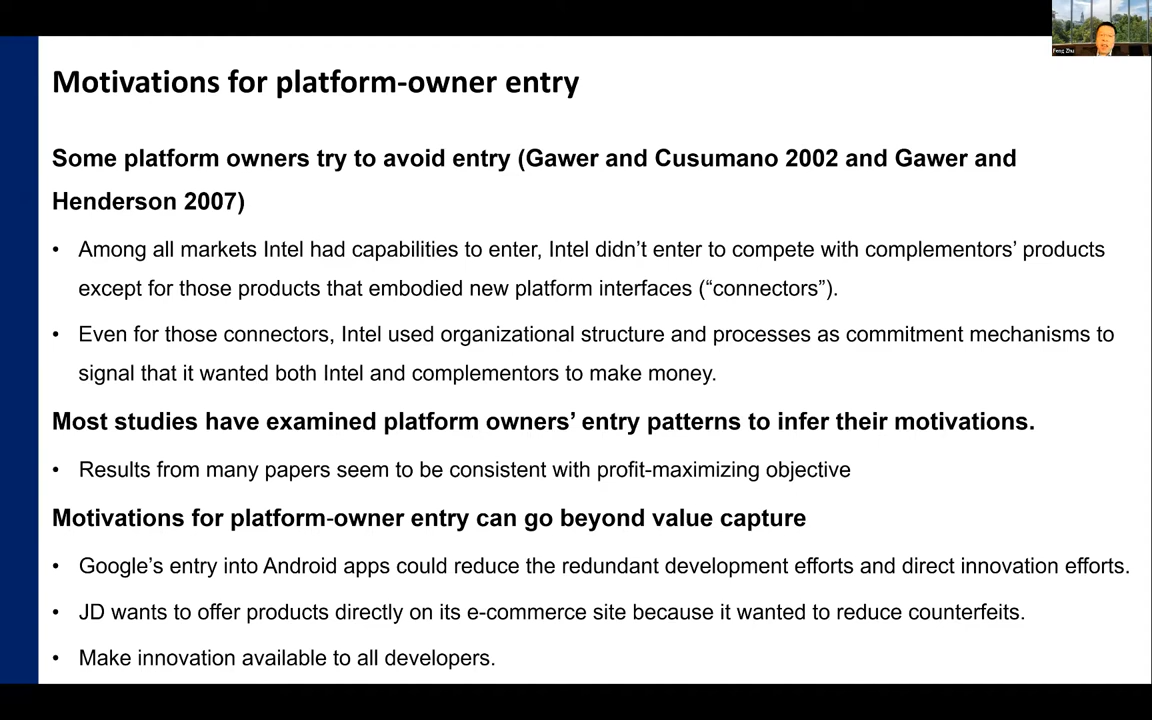 Feng Zhu
Motivations for platform-owner entry
Some platform owners try to avoid entry (Gawer and Cusumano 2002 and Gawer and
Henderson 2007)
• Among all markets Intel had capabilities to enter, Intel didn’t enter to compete with complementors’ products
except for those products that embodied new platform interfaces (“connectors”).
• Even for those connectors, Intel used organizational structure and processes as commitment mechanisms to
signal that it wanted both Intel and complementors to make money.
Most studies have examined platform owners’ entry patterns to infer their motivations.
• Results from many papers seem to be consistent with profit-maximizing objective
Motivations for platform-owner entry can go beyond value capture
• Google’s entry into Android apps could reduce the redundant development efforts and direct innovation efforts.
• JD wants to offer products directly on its e-commerce site because it wanted to reduce counterfeits.
• Make innovation available to all developers.